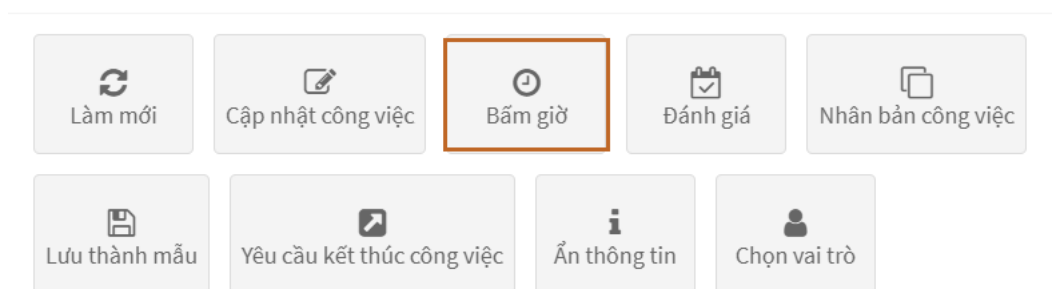 Làm mới
Cập nhật công việc
Bấm giờ
Đánh giá
Nhân bản công việc
Lưu thành mẫu
Yêu cầu kết thúc công việc
Ẩn thông tin
Chọn vai trò